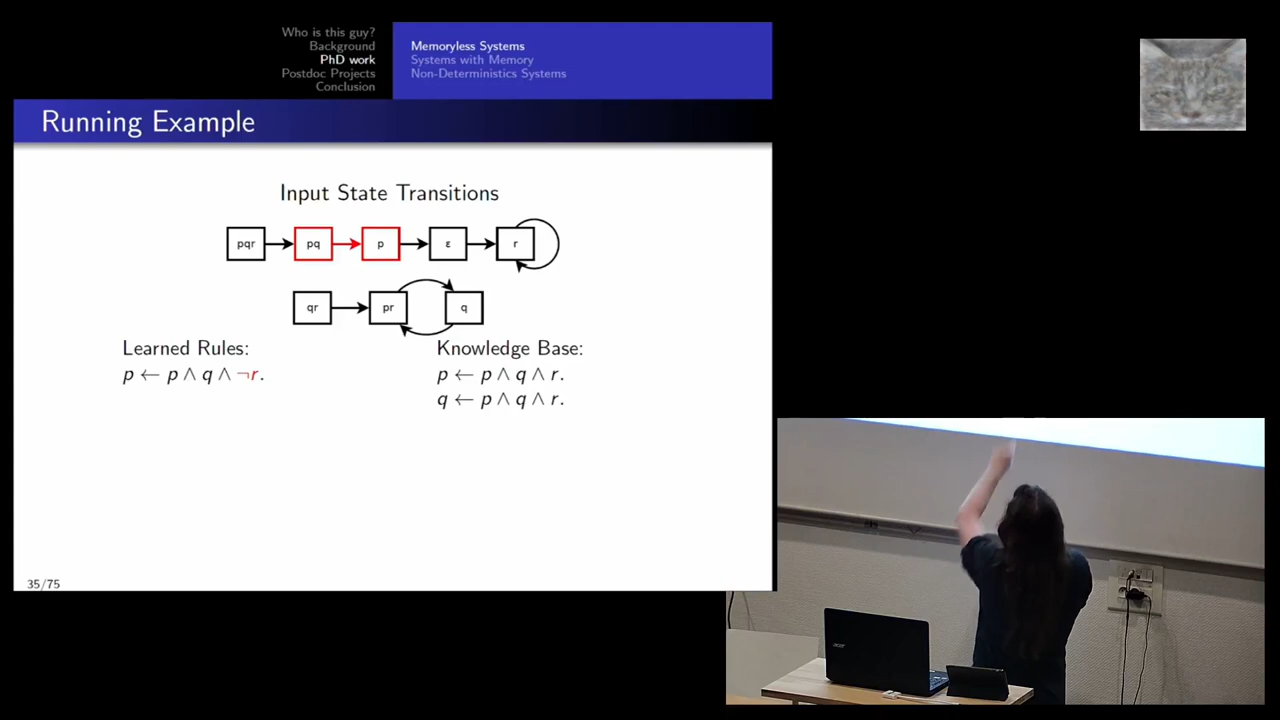 Who is this guy?
Background
PhD work
Postdoc Projects
Conclusion
Memoryless Systems
Systems with Memory
Non-Deterministics Systems
Running Example
Input State Transitions
pqr pq p ε r
qr pr q
Learned Rules:
p ← p ∧ q ∧ ¬r.
Knowledge Base:
p ← p ∧ q ∧ r.
q ← p ∧ q ∧ r.
35/75
acer